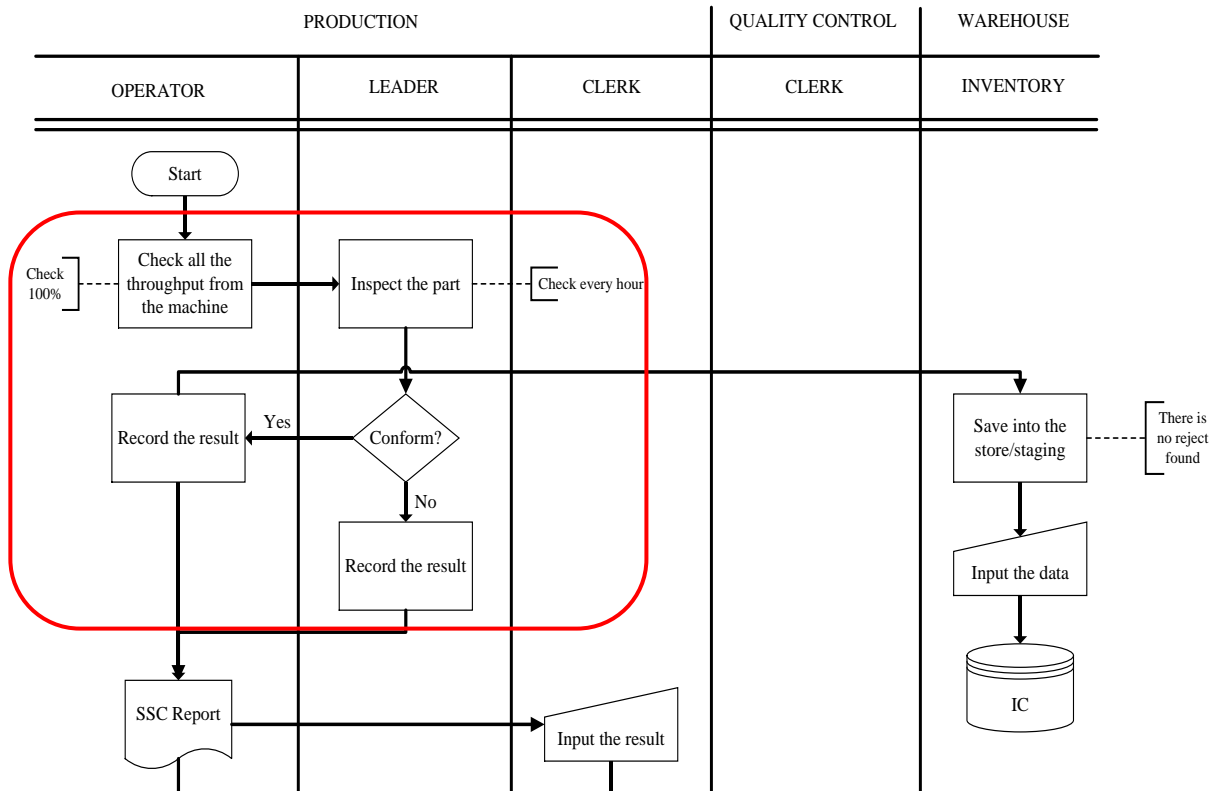 PRODUCTION
QUALITY CONTROL
WAREHOUSE
OPERATOR
LEADER
CLERK
CLERK
INVENTORY
Start
Check
100%
Check all the
throughput from
the machine
Inspect the part
Check every hour
Record the result
Yes
Conform?
Save into the
store/staging
There is
no reject
found
No
Record the result
Input the data
SSC Report
Input the result
IC